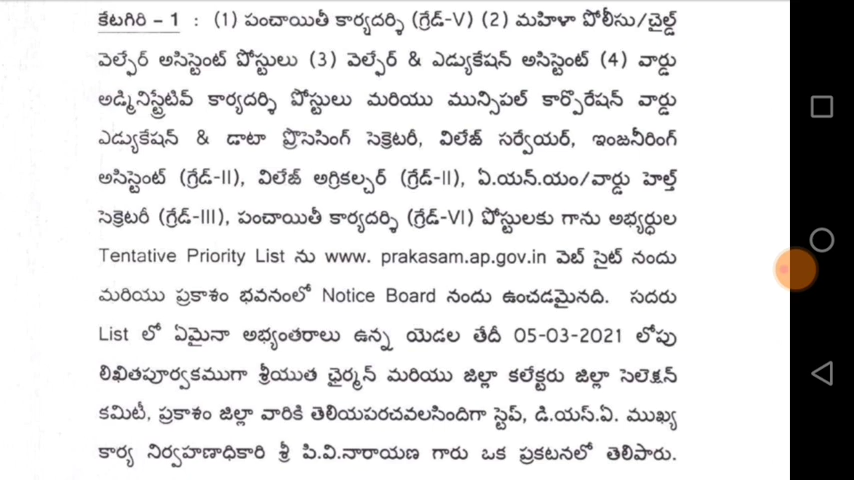 కేటగిరి – 1 : (1) పంచాయితీ కార్యదర్శి (గ్రేడ్-V) (2) మహిళా పోలీసు/చైల్డ్
వెల్ఫేర్ అసిస్టెంట్ పోస్టులు (3) వెల్ఫేర్ & ఎడ్యుకేషన్ అసిస్టెంట్ (4) వార్డు
అడ్మినిస్ట్రేటివ్ కార్యదర్శి పోస్టులు మరియు మున్సిపల్ కార్పొరేషన్ వార్డు
ఎడ్యుకేషన్ & డాటా ప్రొసెసింగ్ సెక్రెటరీ, విలేజ్ సర్వేయర్, ఇంజనీరింగ్
అసిస్టెంట్ (గ్రేడ్-II), విలేజ్ అగ్రికల్చర్ (గ్రేడ్-II), ఏ.యన్.యం/వార్డు హెల్త్
సెక్రెటరీ (గ్రేడ్-III), పంచాయితీ కార్యదర్శి (గ్రేడ్-VI) పోస్టులకు గాను అభ్యర్ధుల
Tentative Priority List ను www. prakasam.ap.gov.in వెబ్ సైట్ నందు
మరియు ప్రకాశం భవనంలో Notice Board నందు ఉంచడమైనది. సదరు
List లో ఏమైనా అభ్యంతరాలు ఉన్న యెడల తేదీ 05-03-2021 లోపు
లిఖితపూర్వకముగా శ్రీయుత ఛైర్మన్ మరియు జిల్లా కలెక్టరు జిల్లా సెలెక్షన్
కమిటీ, ప్రకాశం జిల్లా వారికి తెలియపరచవలసిందిగా స్టెప్, డి.యస్.ఏ. ముఖ్య
కార్య నిర్వహణాధికారి శ్రీ పి.వి.నారాయణ గారు ఒక ప్రకటనలో తెలిపారు.